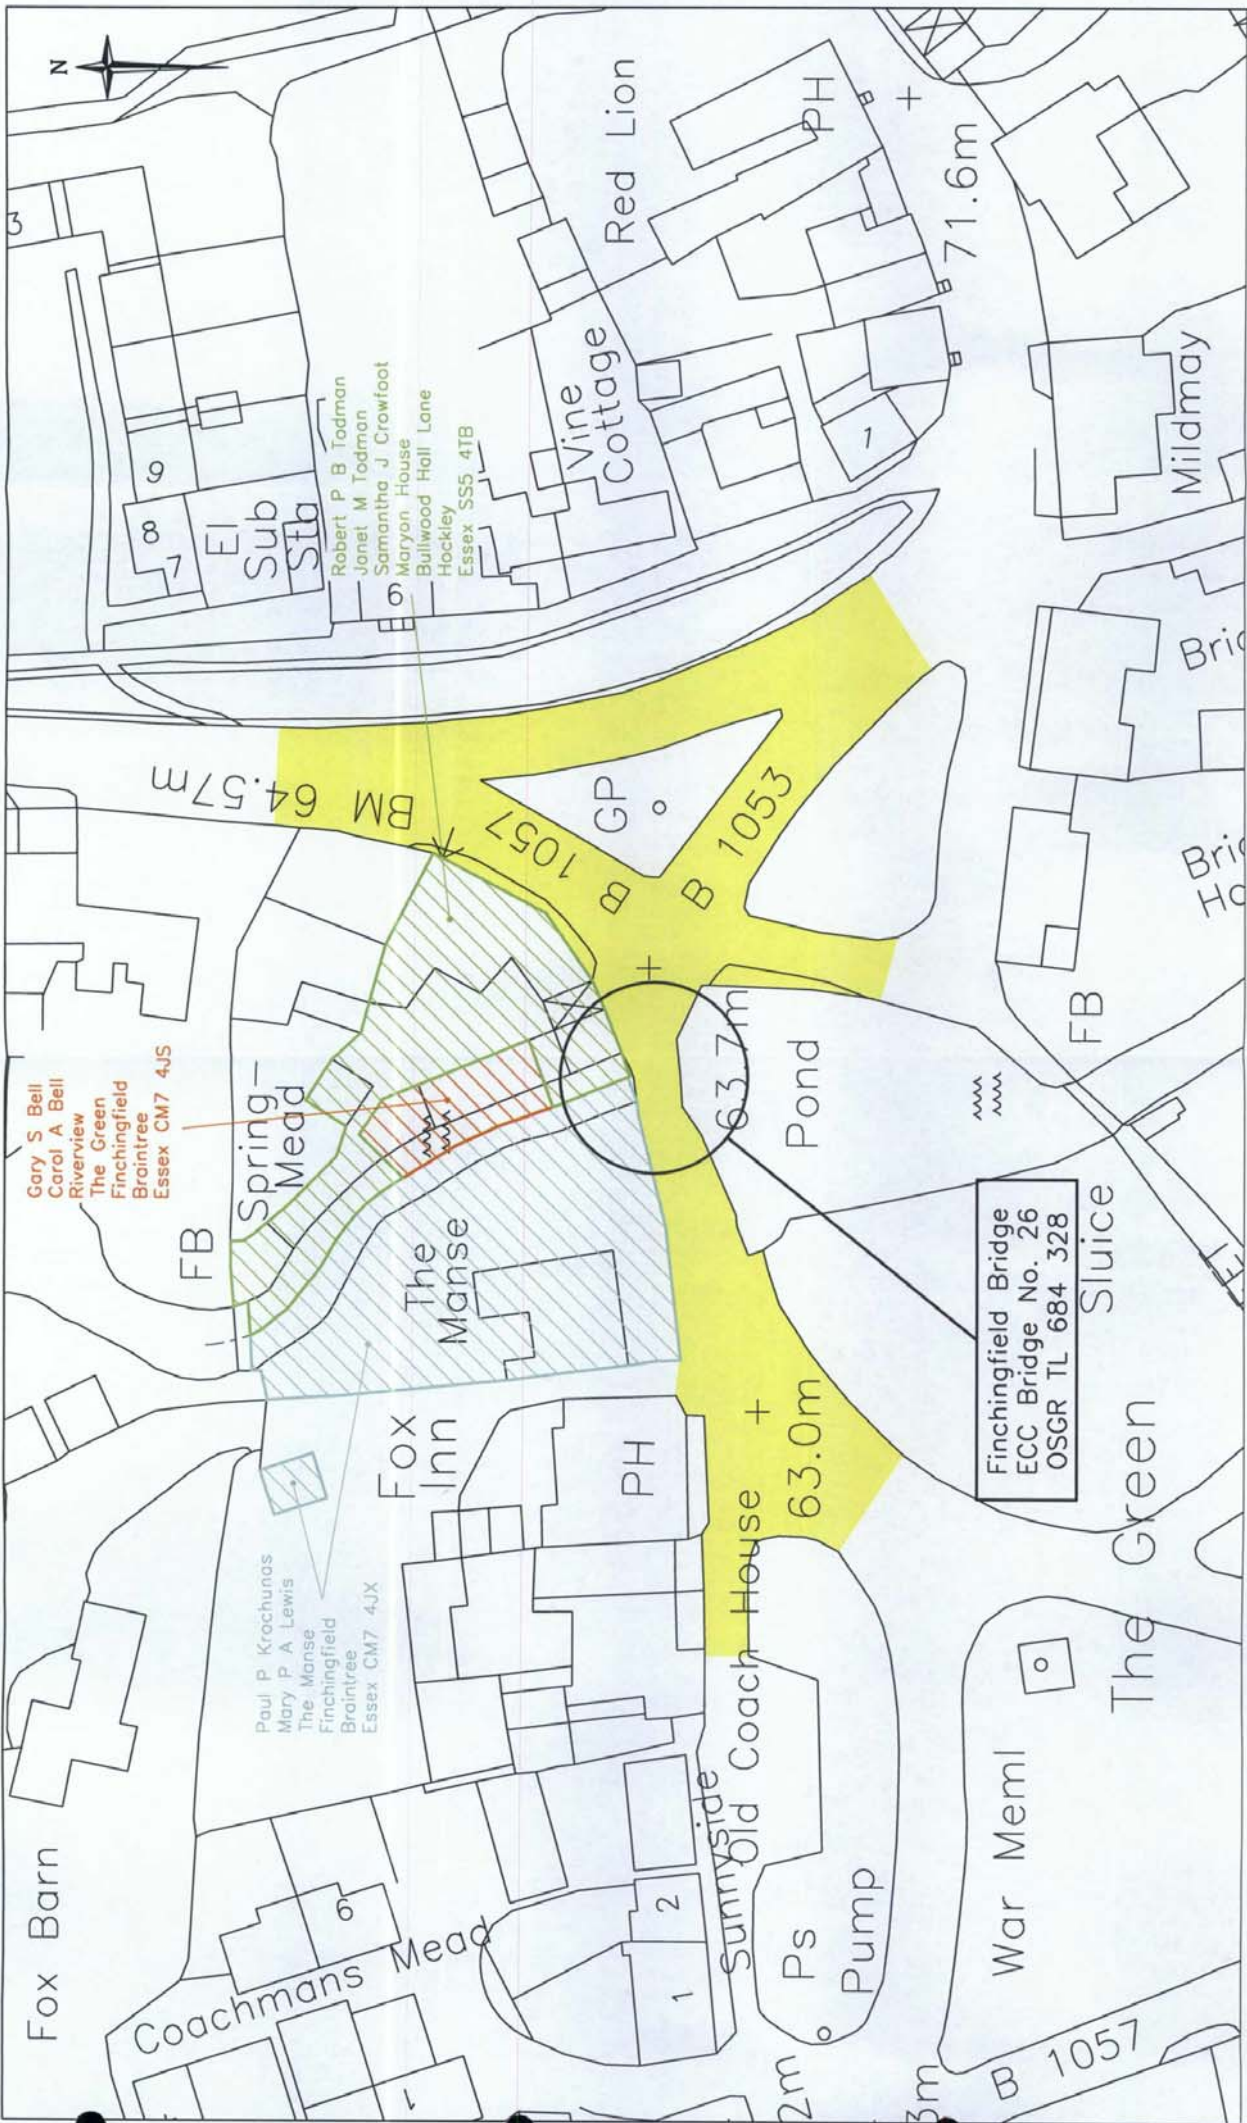 N
3
9
8
7
El
Sub
Sta
Robert P B Todman
Janet M Todman
Samantha J Crowfoot
Maryon House
Bullwood Hall Lane
Hockley
Essex SS5 4TB
6
Red Lion
PH
71.6m
Vine
Cottage
1
Mildmay
BM 64.57m
B 1057
GP
B 1053
Gary S Bell
Carol A Bell
Riverview
The Green
Finchingfield
Braintree
Essex CM7 4JS
Spring
Mead
FB
The
Manse
63.7m
Pond
FB
Finchingfield Bridge
ECC Bridge No. 26
OSGR TL 684 328
Sluice
Fox
Inn
PH
63.0m
Paul P Krochunas
Mary P A Lewis
The Manse
Finchingfield
Braintree
Essex CM7 4JX
The Green
War Meml
Fox Barn
6
Coachmans Mead
1
2
1
Sunnyside
Old Coach House
Ps
Pump
B 1057